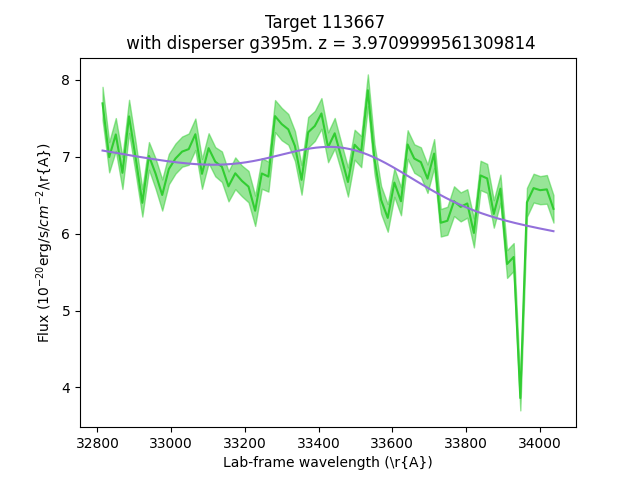 Target 113667
with disperser g395m. z = 3.9709999561309814
8
7
6
5
4
Flux (10^{-20}erg/s/cm^{-2}/\r{A})
32800 33000 33200 33400 33600 33800 34000
Lab-frame wavelength (\r{A})